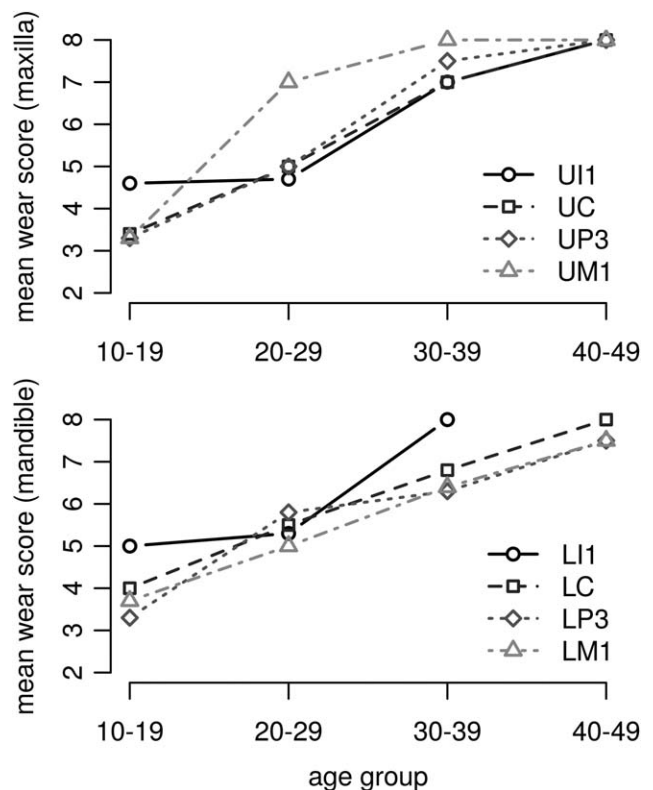 mean wear score (maxilla)
8
7
6
5
4
3
2
UI1
UC
UP3
UM1
10-19 20-29 30-39 40-49
mean wear score (mandible)
8
7
6
5
4
3
2
LI1
LC
LP3
LM1
10-19 20-29 30-39 40-49
age group